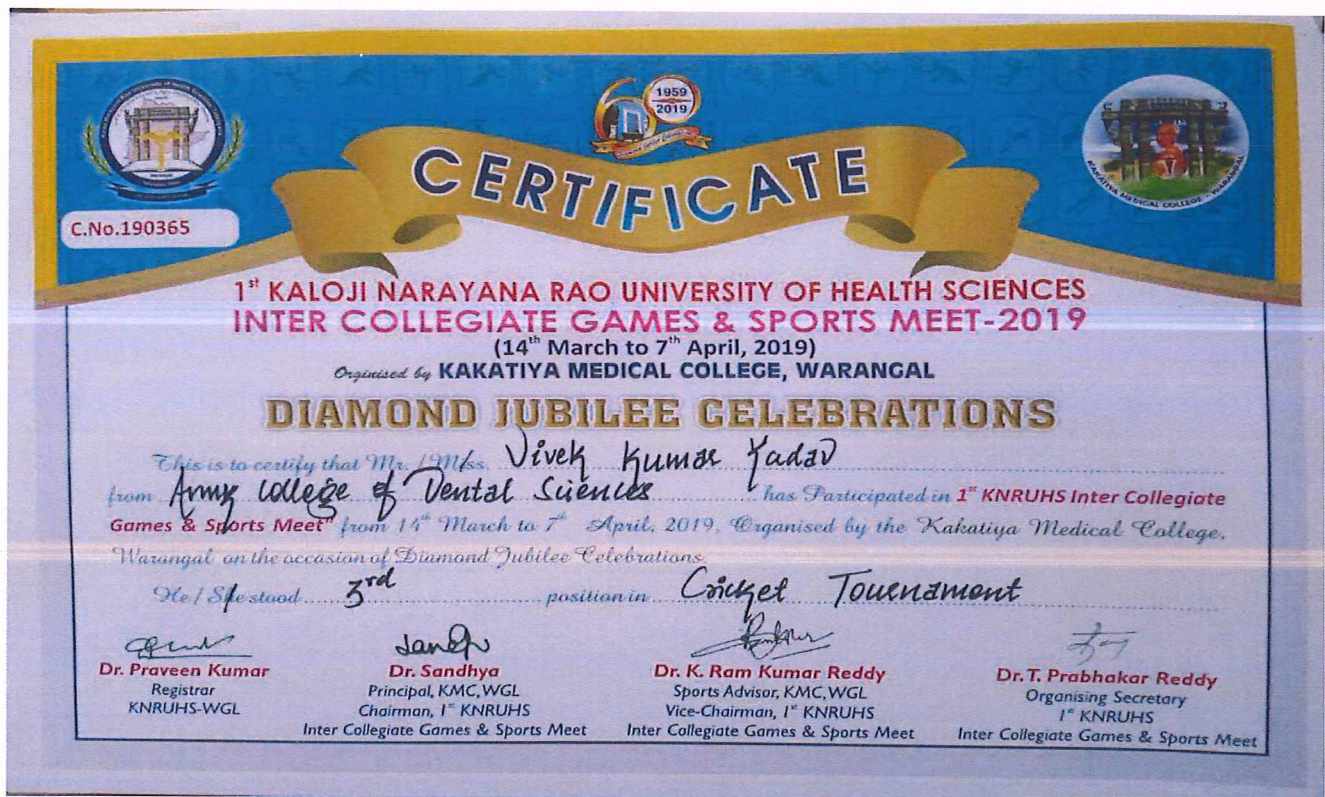 1959
2019
CERTIFICATE
KAKATIYA MEDICAL COLLEGE - WARANGAL
C.No.190365
1st KALOJI NARAYANA RAO UNIVERSITY OF HEALTH SCIENCES
INTER COLLEGIATE GAMES & SPORTS MEET-2019
(14th March to 7th April, 2019)
Orginised by KAKATIYA MEDICAL COLLEGE, WARANGAL
DIAMOND JUBILEE CELEBRATIONS
This is to certify that Mr. / Miss. Vivek Kumar Yadav
from Army College of Dental Sciences has Participated in 1st KNRUHS Inter Collegiate
Games & Sports Meet" from 14th March to 7th April, 2019, Organised by the Kakatiya Medical College,
Warangal on the occasion of Diamond Jubilee Celebrations.
He / She stood 3rd position in Cricket Tournament
Dr. Praveen Kumar
Registrar
KNRUHS-WGL
Dr. Sandhya
Principal, KMC, WGL
Chairman, 1st KNRUHS
Inter Collegiate Games & Sports Meet
Dr. K. Ram Kumar Reddy
Sports Advisor, KMC, WGL
Vice-Chairman, 1st KNRUHS
Inter Collegiate Games & Sports Meet
Dr. T. Prabhakar Reddy
Organising Secretary
1st KNRUHS
Inter Collegiate Games & Sports Meet